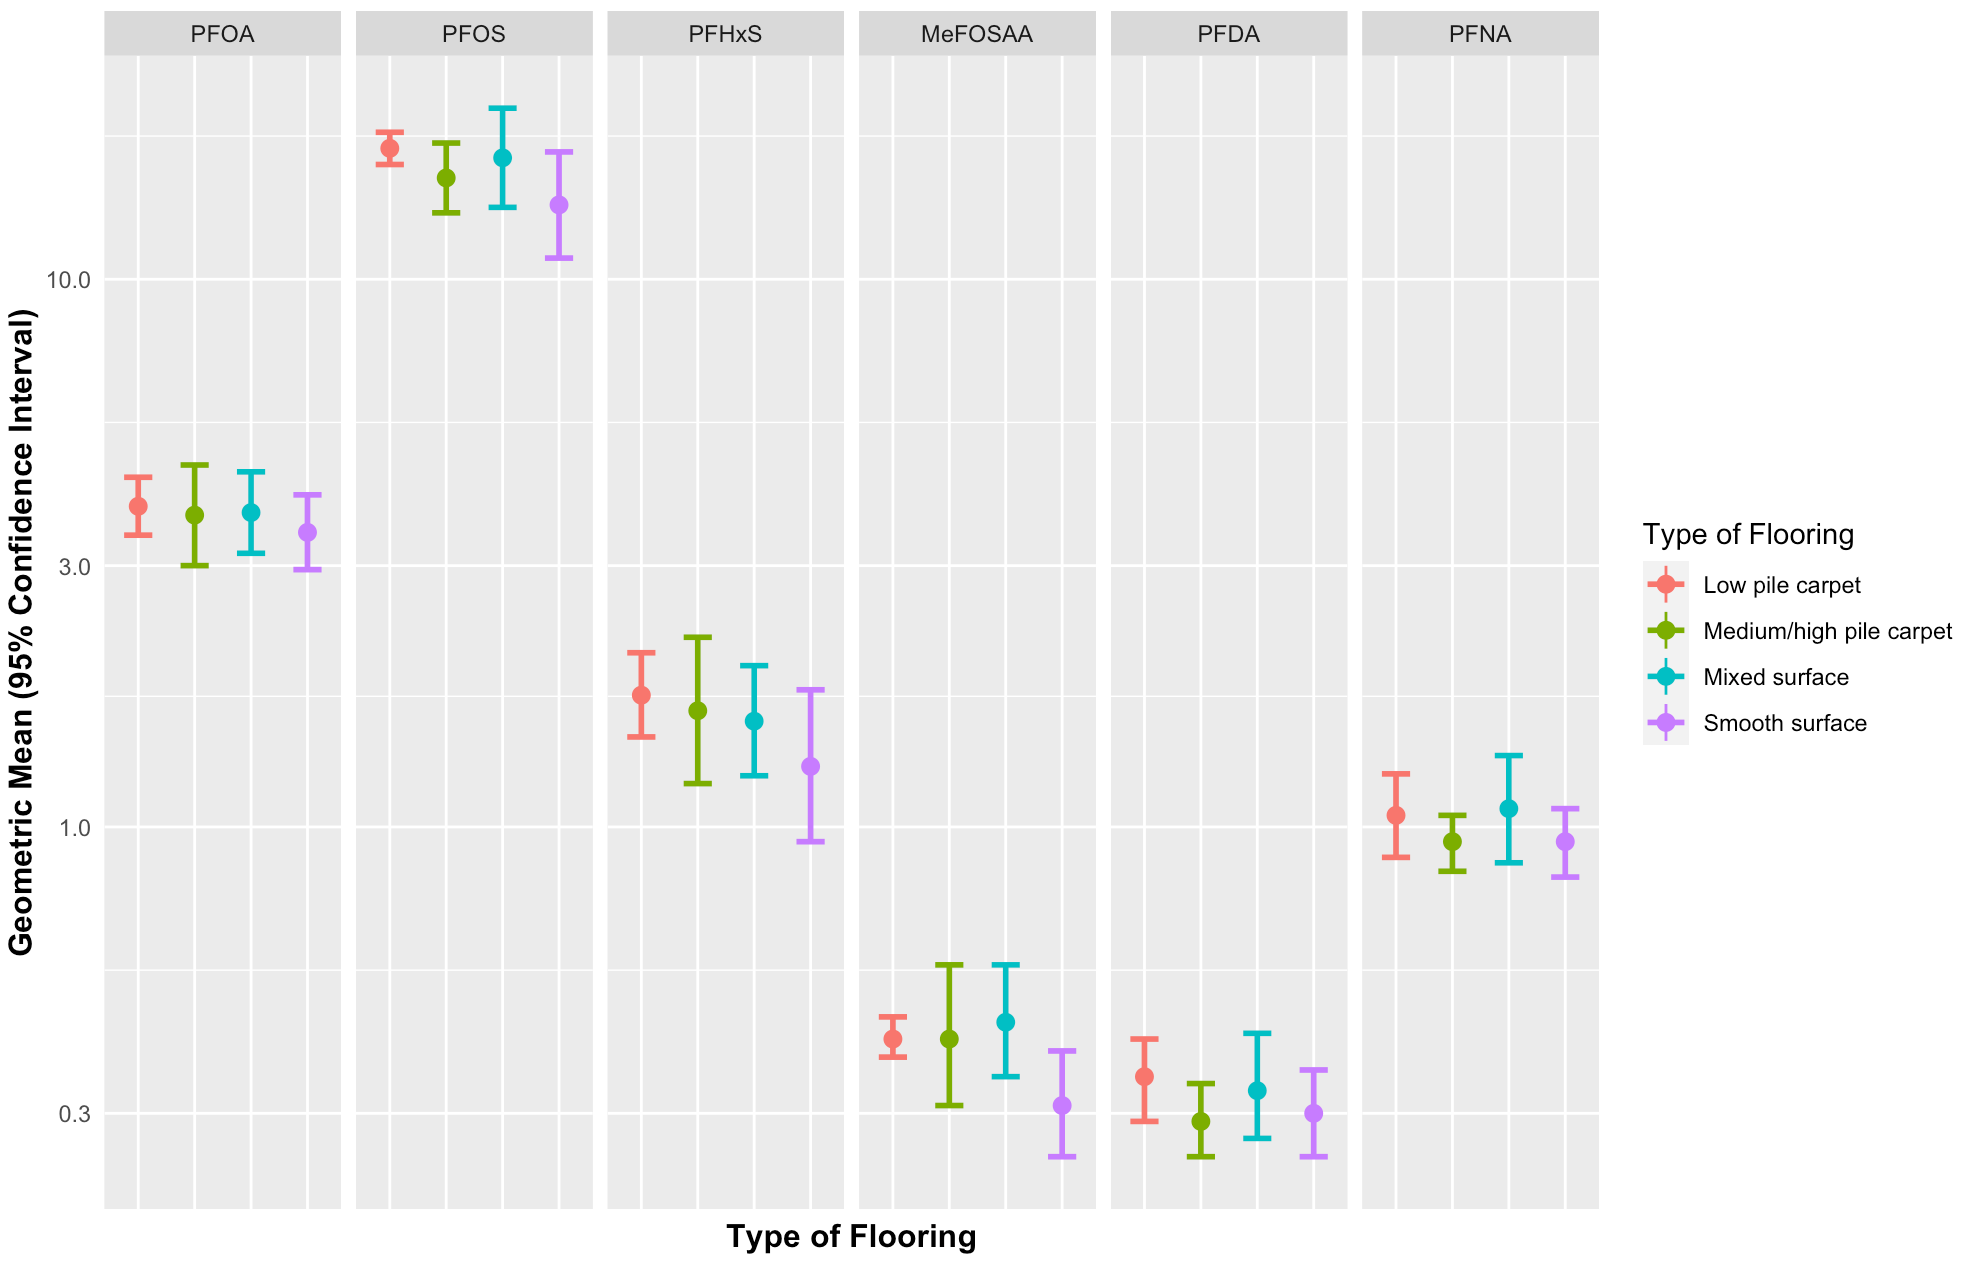 PFOA PFOS PFHxS MeFOSAA PFDA PFNA
Geometric Mean (95% Confidence Interval)
10.0
3.0
1.0
0.3
Type of Flooring
Type of Flooring
Low pile carpet
Medium/high pile carpet
Mixed surface
Smooth surface